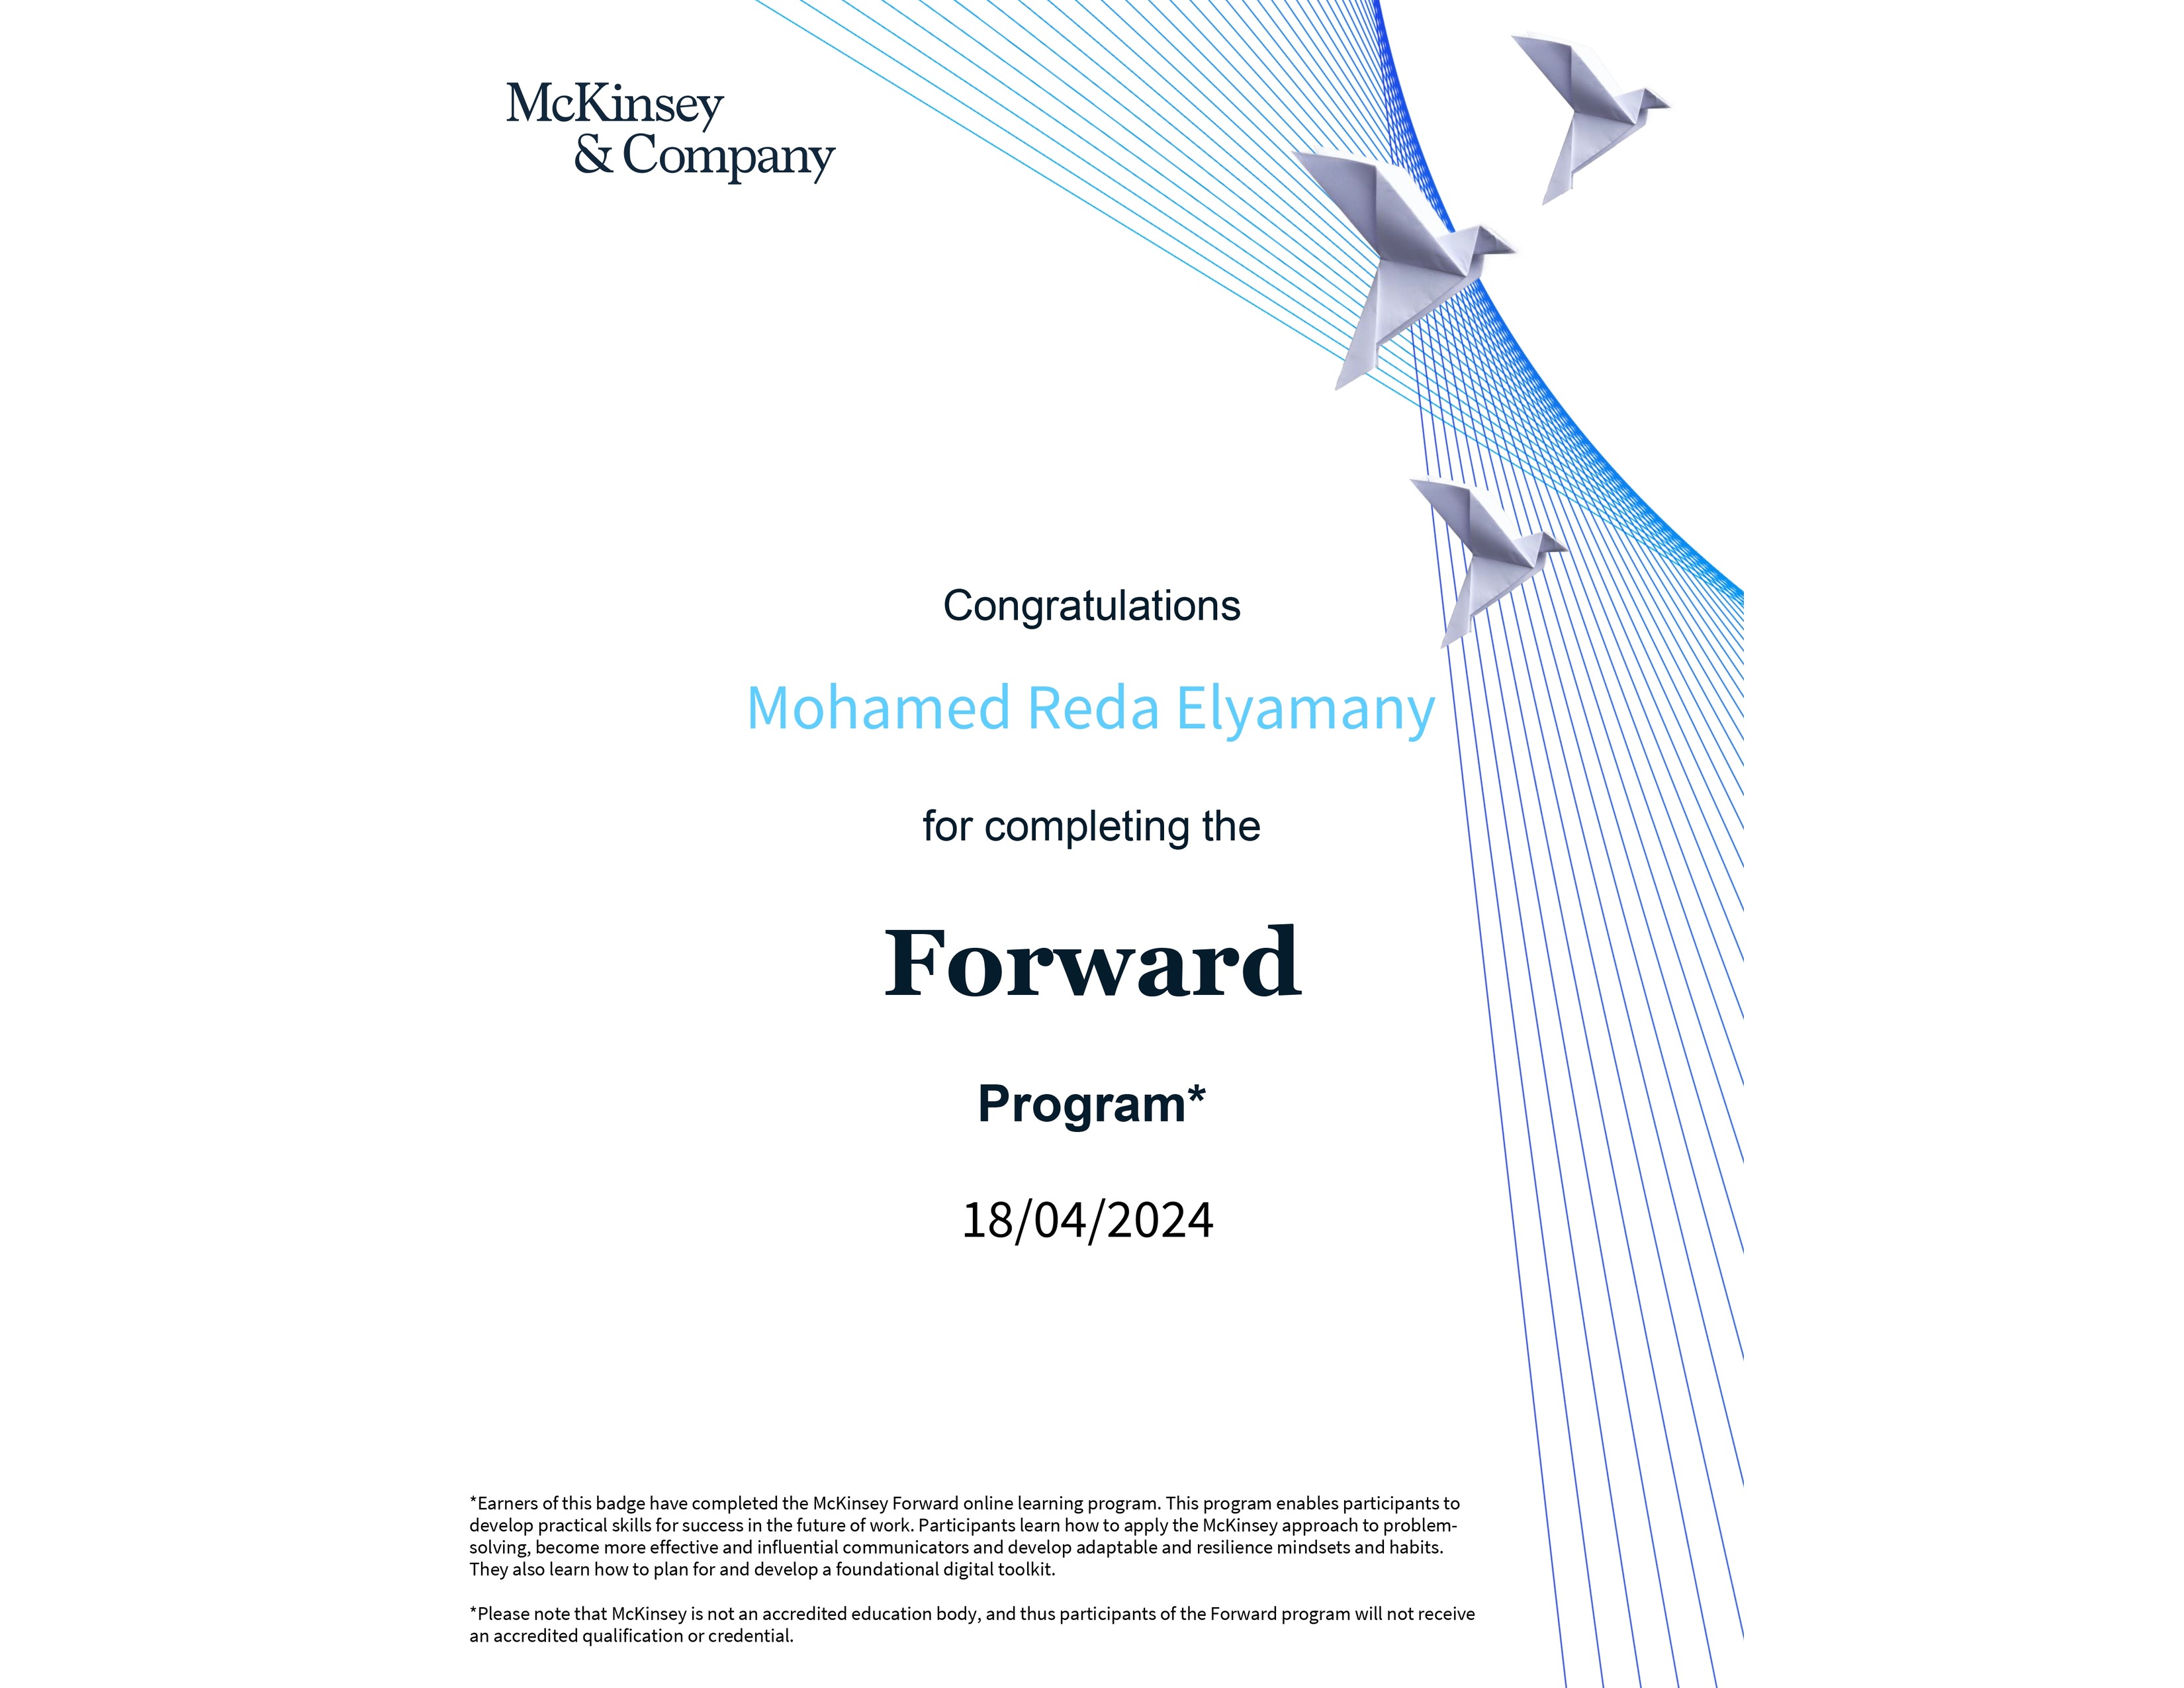 McKinsey
& Company
Congratulations
Mohamed Reda Elyamany
for completing the
Forward
Program*
18/04/2024
*Earners of this badge have completed the McKinsey Forward online learning program. This program enables participants to
develop practical skills for success in the future of work. Participants learn how to apply the McKinsey approach to problem-
solving, become more effective and influential communicators and develop adaptable and resilience mindsets and habits.
They also learn how to plan for and develop a foundational digital toolkit.
*Please note that McKinsey is not an accredited education body, and thus participants of the Forward program will not receive
an accredited qualification or credential.